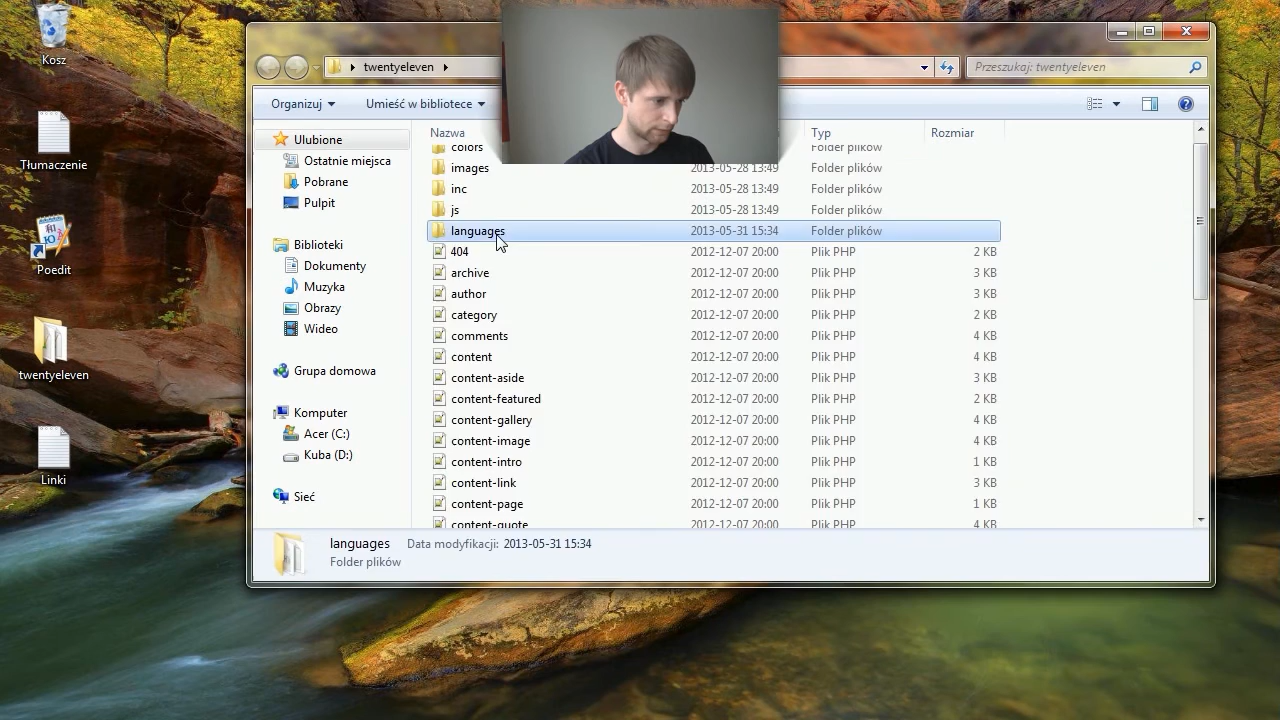 Kosz
Tłumaczenie
Poedit
twentyeleven
Linki
twentyeleven
Przeszukaj: twentyeleven
Organizuj
Umieść w bibliotece
Ulubione
Ostatnie miejsca
Pobrane
Pulpit
Biblioteki
Dokumenty
Muzyka
Obrazy
Wideo
Grupa domowa
Komputer
Acer (C:)
Kuba (D:)
Sieć
Nazwa Typ Rozmiar
colors Folder plików
images 2013-05-28 13:49 Folder plików
inc 2013-05-28 13:49 Folder plików
js 2013-05-28 13:49 Folder plików
languages 2013-05-31 15:34 Folder plików
404 2012-12-07 20:00 Plik PHP 2 KB
archive 2012-12-07 20:00 Plik PHP 3 KB
author 2012-12-07 20:00 Plik PHP 3 KB
category 2012-12-07 20:00 Plik PHP 2 KB
comments 2012-12-07 20:00 Plik PHP 4 KB
content 2012-12-07 20:00 Plik PHP 4 KB
content-aside 2012-12-07 20:00 Plik PHP 3 KB
content-featured 2012-12-07 20:00 Plik PHP 2 KB
content-gallery 2012-12-07 20:00 Plik PHP 4 KB
content-image 2012-12-07 20:00 Plik PHP 4 KB
content-intro 2012-12-07 20:00 Plik PHP 1 KB
content-link 2012-12-07 20:00 Plik PHP 3 KB
content-page 2012-12-07 20:00 Plik PHP 1 KB
content-quote 2012-12-07 20:00 Plik PHP 4 KB
languages Data modyfikacji: 2013-05-31 15:34
Folder plików